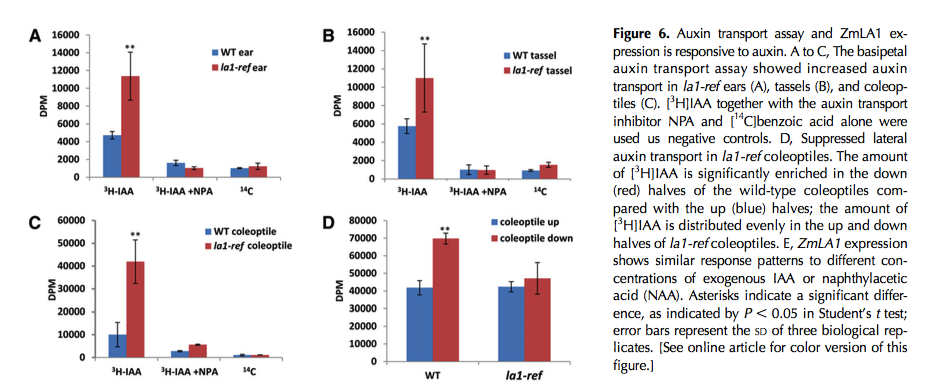 A
16000
14000
12000
10000
8000
6000
4000
2000
0
DPM
**
WT ear
la1-ref ear
³H-IAA
³H-IAA +NPA
¹⁴C
B
16000
14000
12000
10000
8000
6000
4000
2000
0
DPM
**
WT tassel
la1-ref tassel
³H-IAA
³H-IAA +NPA
¹⁴C
C
60000
50000
40000
30000
20000
10000
0
DPM
**
WT coleoptile
la1-ref coleoptile
³H-IAA
³H-IAA +NPA
¹⁴C
D
80000
70000
60000
50000
40000
30000
20000
10000
0
DPM
**
coleoptile up
coleoptile down
WT
la1-ref
Figure 6. Auxin transport assay and ZmLA1 ex-
pression is responsive to auxin. A to C, The basipetal
auxin transport assay showed increased auxin
transport in la1-ref ears (A), tassels (B), and coleop-
tiles (C). [³H]IAA together with the auxin transport
inhibitor NPA and [¹⁴C]benzoic acid alone were
used us negative controls. D, Suppressed lateral
auxin transport in la1-ref coleoptiles. The amount
of [³H]IAA is significantly enriched in the down
(red) halves of the wild-type coleoptiles com-
pared with the up (blue) halves; the amount of
[³H]IAA is distributed evenly in the up and down
halves of la1-ref coleoptiles. E, ZmLA1 expression
shows similar response patterns to different con-
centrations of exogenous IAA or naphthylacetic
acid (NAA). Asterisks indicate a significant differ-
ence, as indicated by P < 0.05 in Student's t test;
error bars represent the SD of three biological rep-
licates. [See online article for color version of this
figure.]